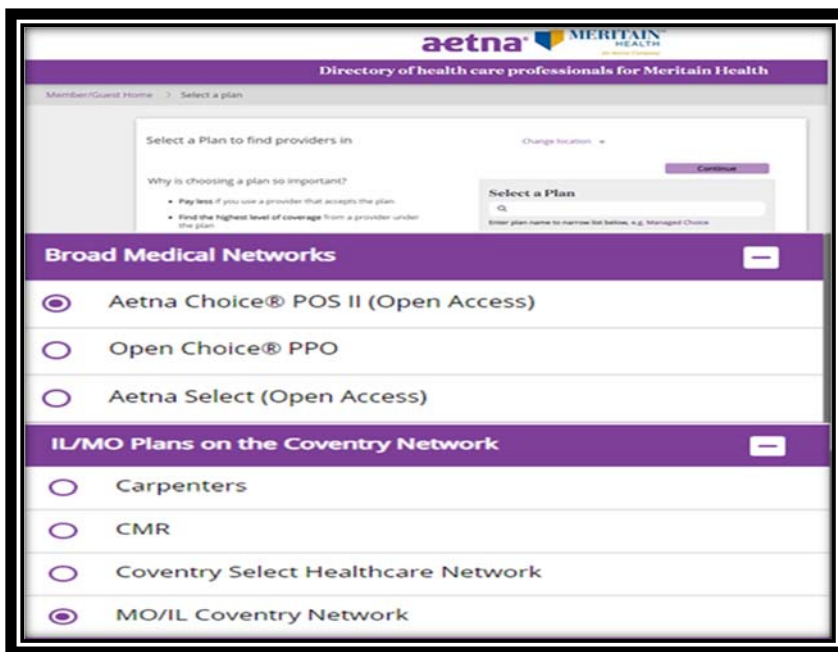 aetna® MERITAIN™
HEALTH
An Aetna Company
Directory of health care professionals for Meritain Health
Member/Guest Home > Select a plan
Select a Plan to find providers in
Change location
Continue
Why is choosing a plan so important?
Select a Plan
• Pay less if you use a provider that accepts the plan
• Find the highest level of coverage from a provider under
the plan
Enter plan name to narrow list below, e.g. Managed Choice
Broad Medical Networks
Aetna Choice® POS II (Open Access)
Open Choice® PPO
Aetna Select (Open Access)
IL/MO Plans on the Coventry Network
Carpenters
CMR
Coventry Select Healthcare Network
MO/IL Coventry Network